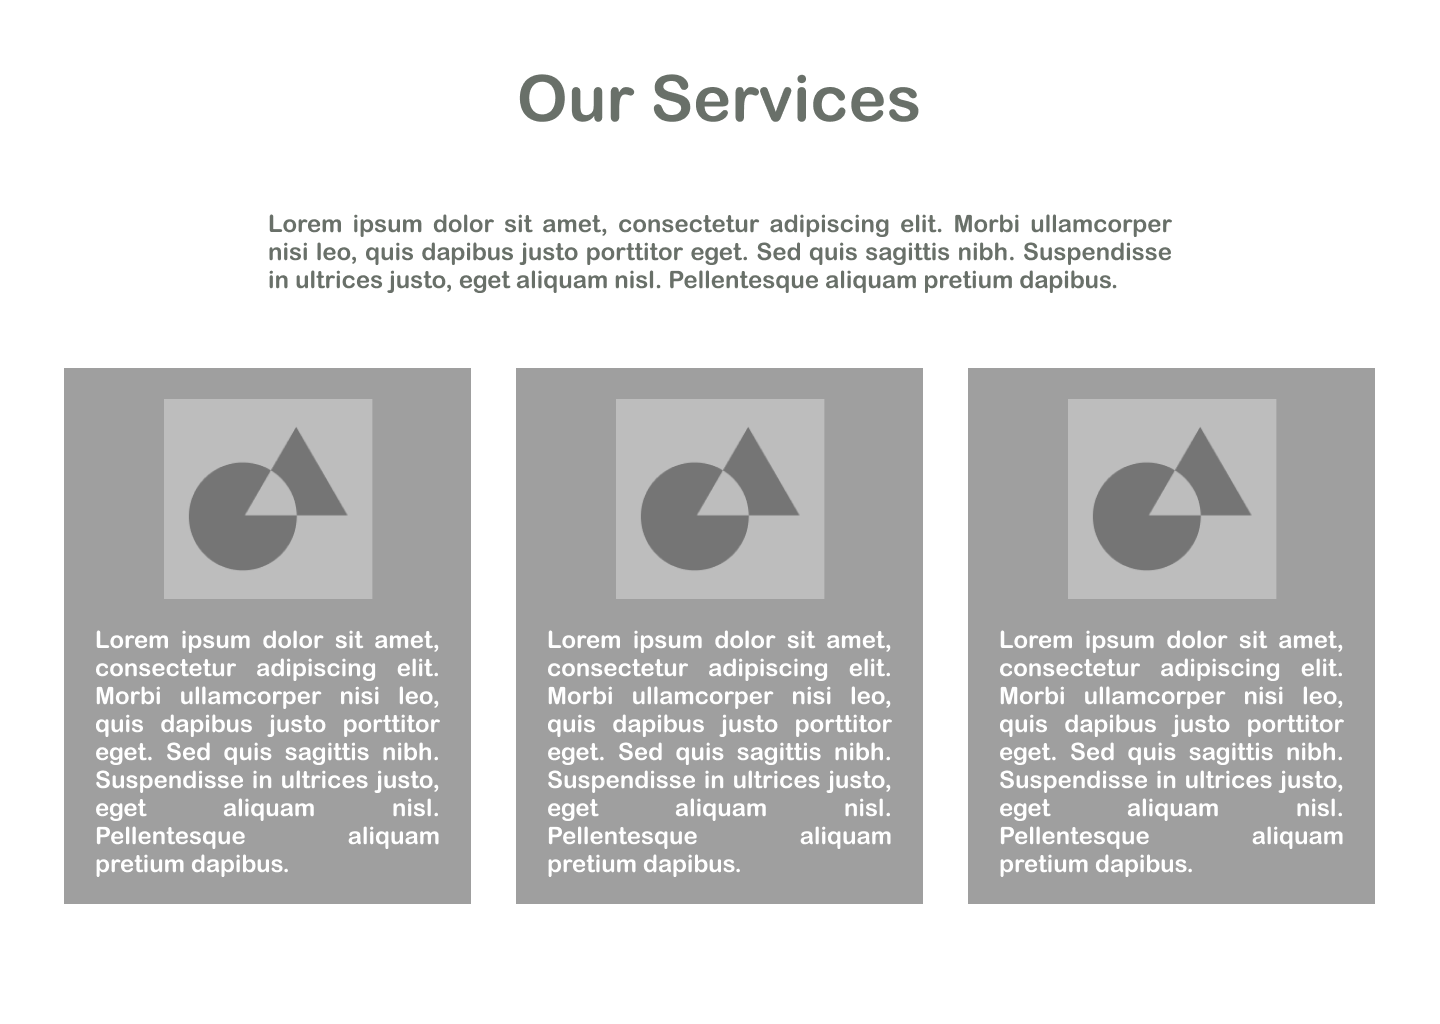 Our Services
Lorem ipsum dolor sit amet, consectetur adipiscing elit. Morbi ullamcorper
nisi leo, quis dapibus justo porttitor eget. Sed quis sagittis nibh. Suspendisse
in ultrices justo, eget aliquam nisl. Pellentesque aliquam pretium dapibus.
Lorem ipsum dolor sit amet,
consectetur adipiscing elit.
Morbi ullamcorper nisi leo,
quis dapibus justo porttitor
eget. Sed quis sagittis nibh.
Suspendisse in ultrices justo,
eget aliquam nisl.
Pellentesque aliquam
pretium dapibus.
Lorem ipsum dolor sit amet,
consectetur adipiscing elit.
Morbi ullamcorper nisi leo,
quis dapibus justo porttitor
eget. Sed quis sagittis nibh.
Suspendisse in ultrices justo,
eget aliquam nisl.
Pellentesque aliquam
pretium dapibus.
Lorem ipsum dolor sit amet,
consectetur adipiscing elit.
Morbi ullamcorper nisi leo,
quis dapibus justo porttitor
eget. Sed quis sagittis nibh.
Suspendisse in ultrices justo,
eget aliquam nisl.
Pellentesque aliquam
pretium dapibus.